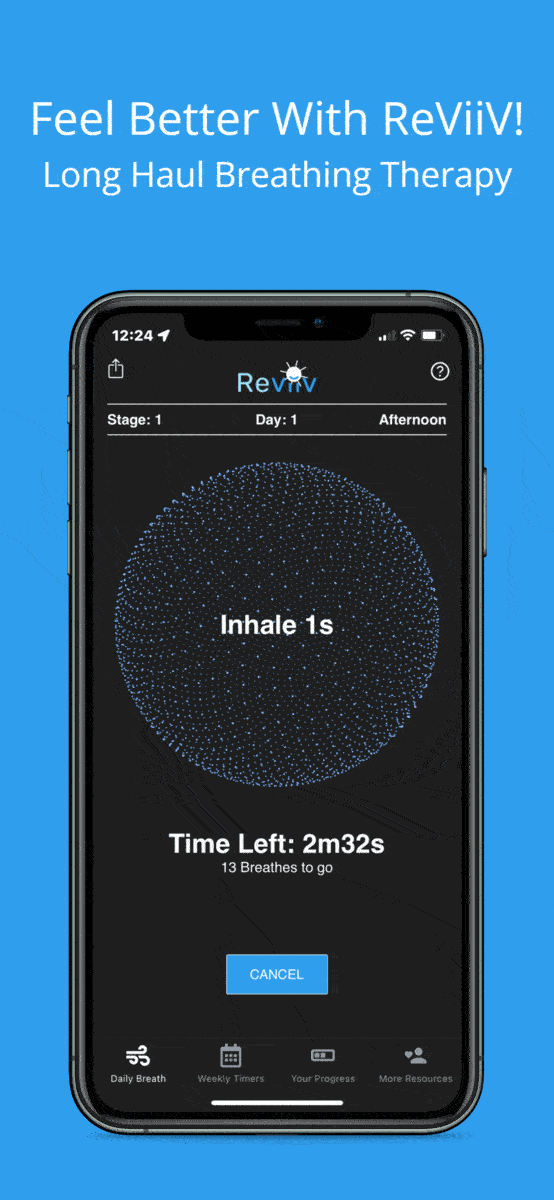 Feel Better With ReViiV!
Long Haul Breathing Therapy
12:24
Reviiv
Stage: 1 Day: 1 Afternoon
Inhale 1s
Time Left: 2m32s
13 Breathes to go
CANCEL
Daily Breath Weekly Timers Your Progress More Resources